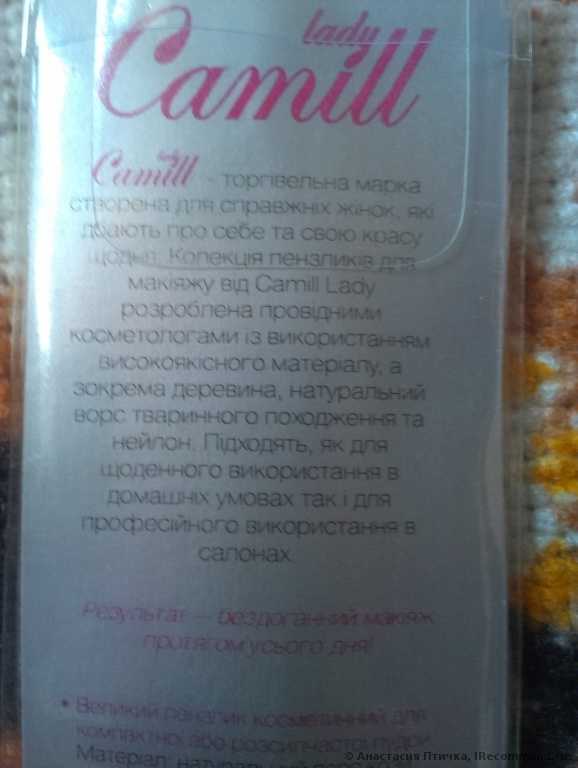 lady
Camill
lady
Camill - торгівельна марка
створена для справжніх жінок, які
дбають про себе та свою красу
щодня. Колекція пензликів для
макіяжу від Camill Lady
розроблена провідними
косметологами із використанням
високоякісного матеріалу, а
зокрема деревина, натуральний
ворс тваринного походження та
нейлон. Підходять, як для
щоденного використання в
домашніх умовах так і для
професійного використання в
салонах.
Результат – бездоганний макіяж
протягом усього дня!
• Великий пензлик косметичний для
компактної або розсипчастої пудри
Матеріал: натуральний
© Анастасия Птичка, IRecommend.ru